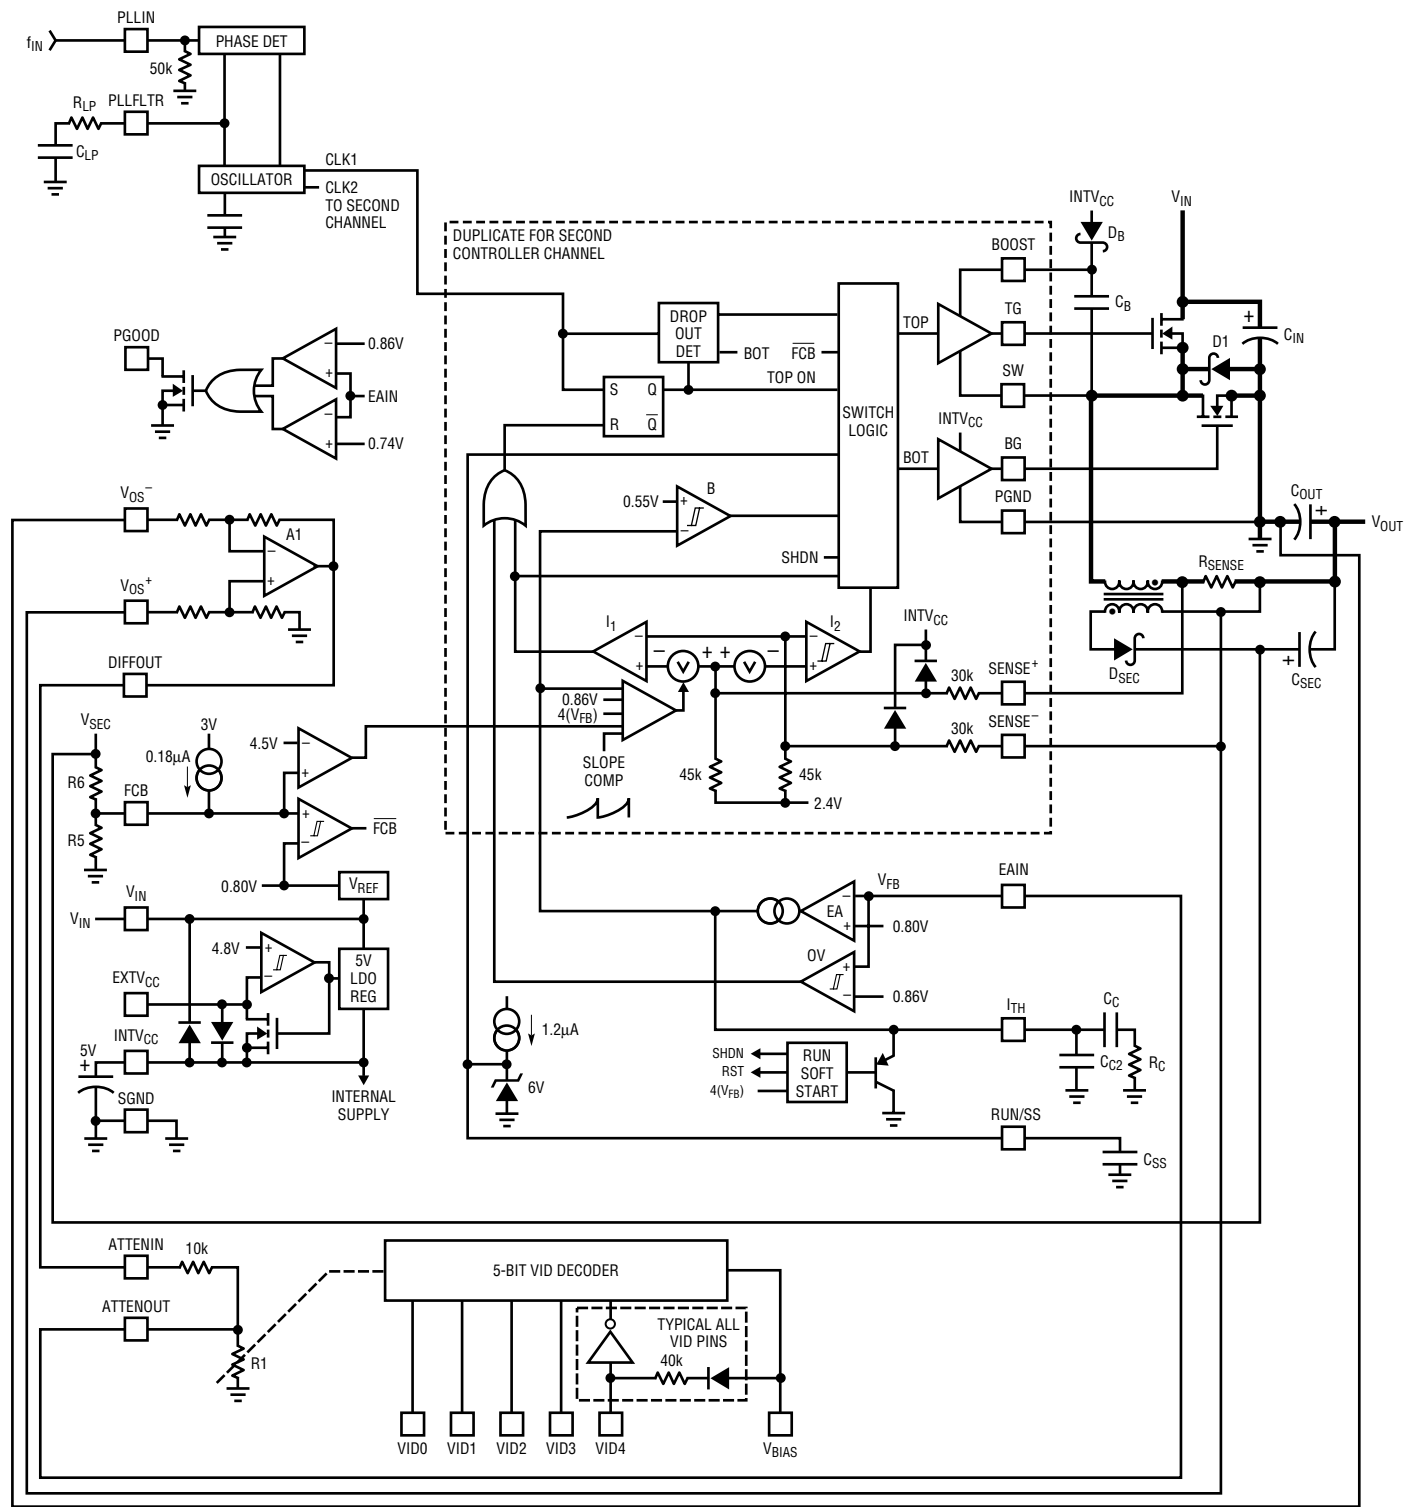 PLLIN
fIN
PHASE DET
50k
RLP
PLLFLTR
CLP
OSCILLATOR
CLK1
CLK2
TO SECOND
CHANNEL
DUPLICATE FOR SECOND
CONTROLLER CHANNEL
INTVCC
VIN
DB
BOOST
CB
DROP
OUT
DET
BOT
FCB
TOP ON
S
Q
R
Q
SWITCH
LOGIC
TOP
TG
SW
D1
+
CIN
INTVCC
BOT
BG
PGND
PGOOD
−
0.86V
+
EAIN
−
+
0.74V
0.55V
+
−
B
SHDN
COUT
+
VOUT
VOS−
A1
−
+
VOS+
DIFFOUT
RSENSE
DSEC
+
CSEC
I1
−
+
− + + −
V
V
I2
−
+
INTVCC
30k
SENSE+
30k
SENSE−
0.86V
4(VFB)
SLOPE
COMP
45k
45k
2.4V
VSEC
R6
FCB
R5
3V
0.18µA
4.5V
−
+
+
−
FCB
0.80V
VREF
VIN
VIN
4.8V
+
−
5V
LDO
REG
EXTVCC
INTVCC
5V
+
SGND
INTERNAL
SUPPLY
VFB
EAIN
−
EA
+
0.80V
OV
+
−
0.86V
1.2µA
6V
ITH
CC
CC2
RC
SHDN
RST
4(VFB)
RUN
SOFT
START
RUN/SS
CSS
ATTENIN
10k
ATTENOUT
R1
5-BIT VID DECODER
TYPICAL ALL
VID PINS
40k
VID0
VID1
VID2
VID3
VID4
VBIAS